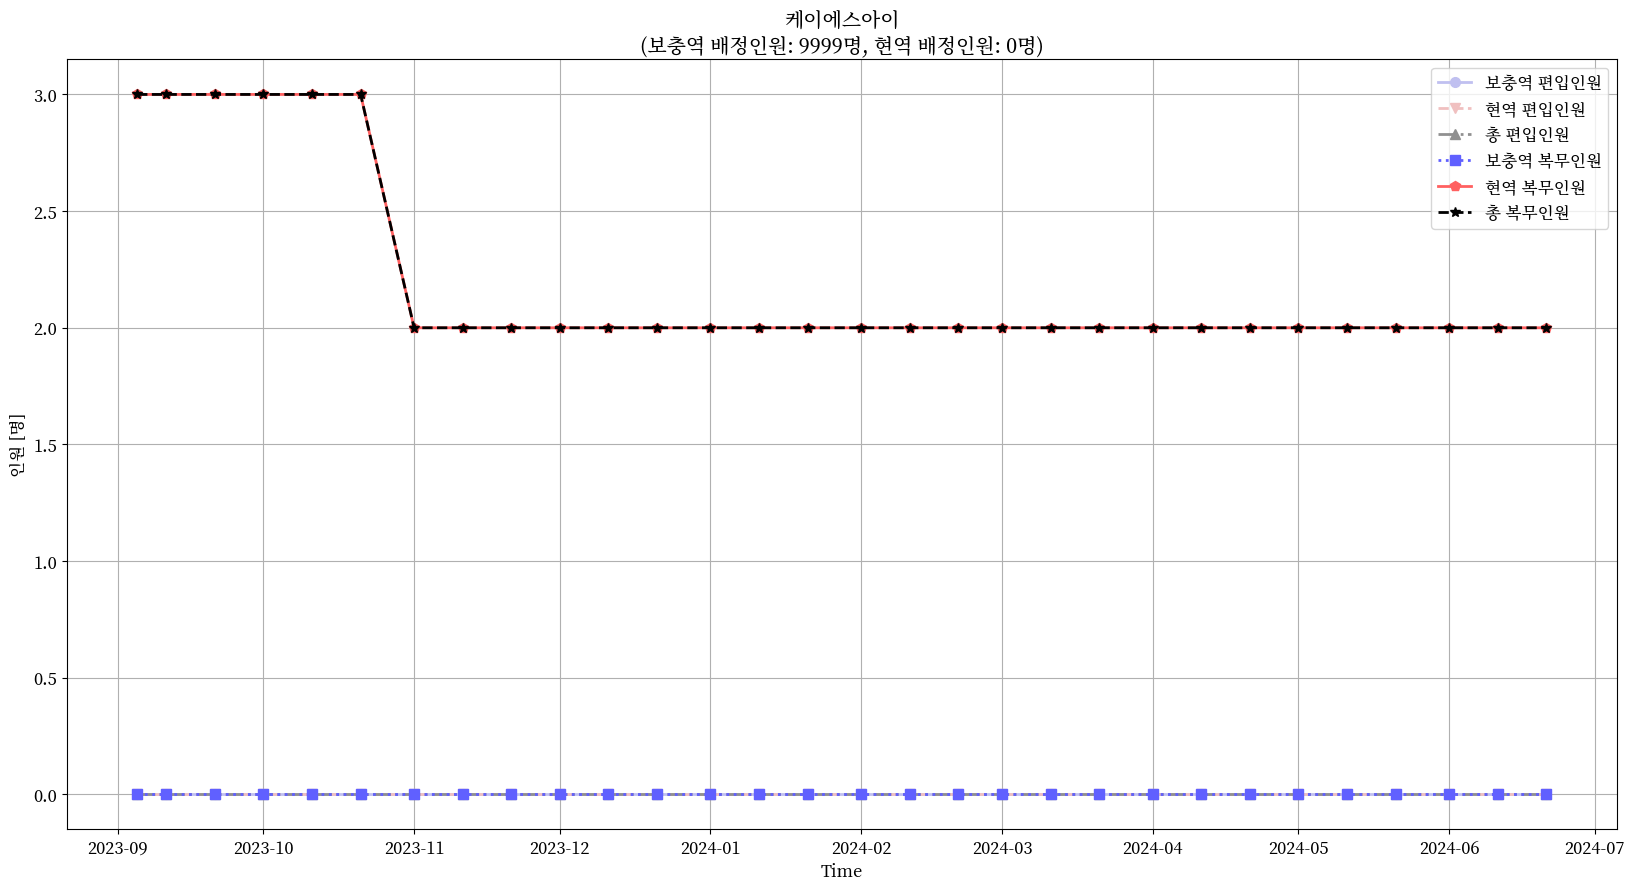 케이에스아이
(보충역 배정인원: 9999명, 현역 배정인원: 0명)
보충역 편입인원
현역 편입인원
총 편입인원
보충역 복무인원
현역 복무인원
총 복무인원
인원 [명]
3.0
2.5
2.0
1.5
1.0
0.5
0.0
2023-09 2023-10 2023-11 2023-12 2024-01 2024-02 2024-03 2024-04 2024-05 2024-06 2024-07
Time